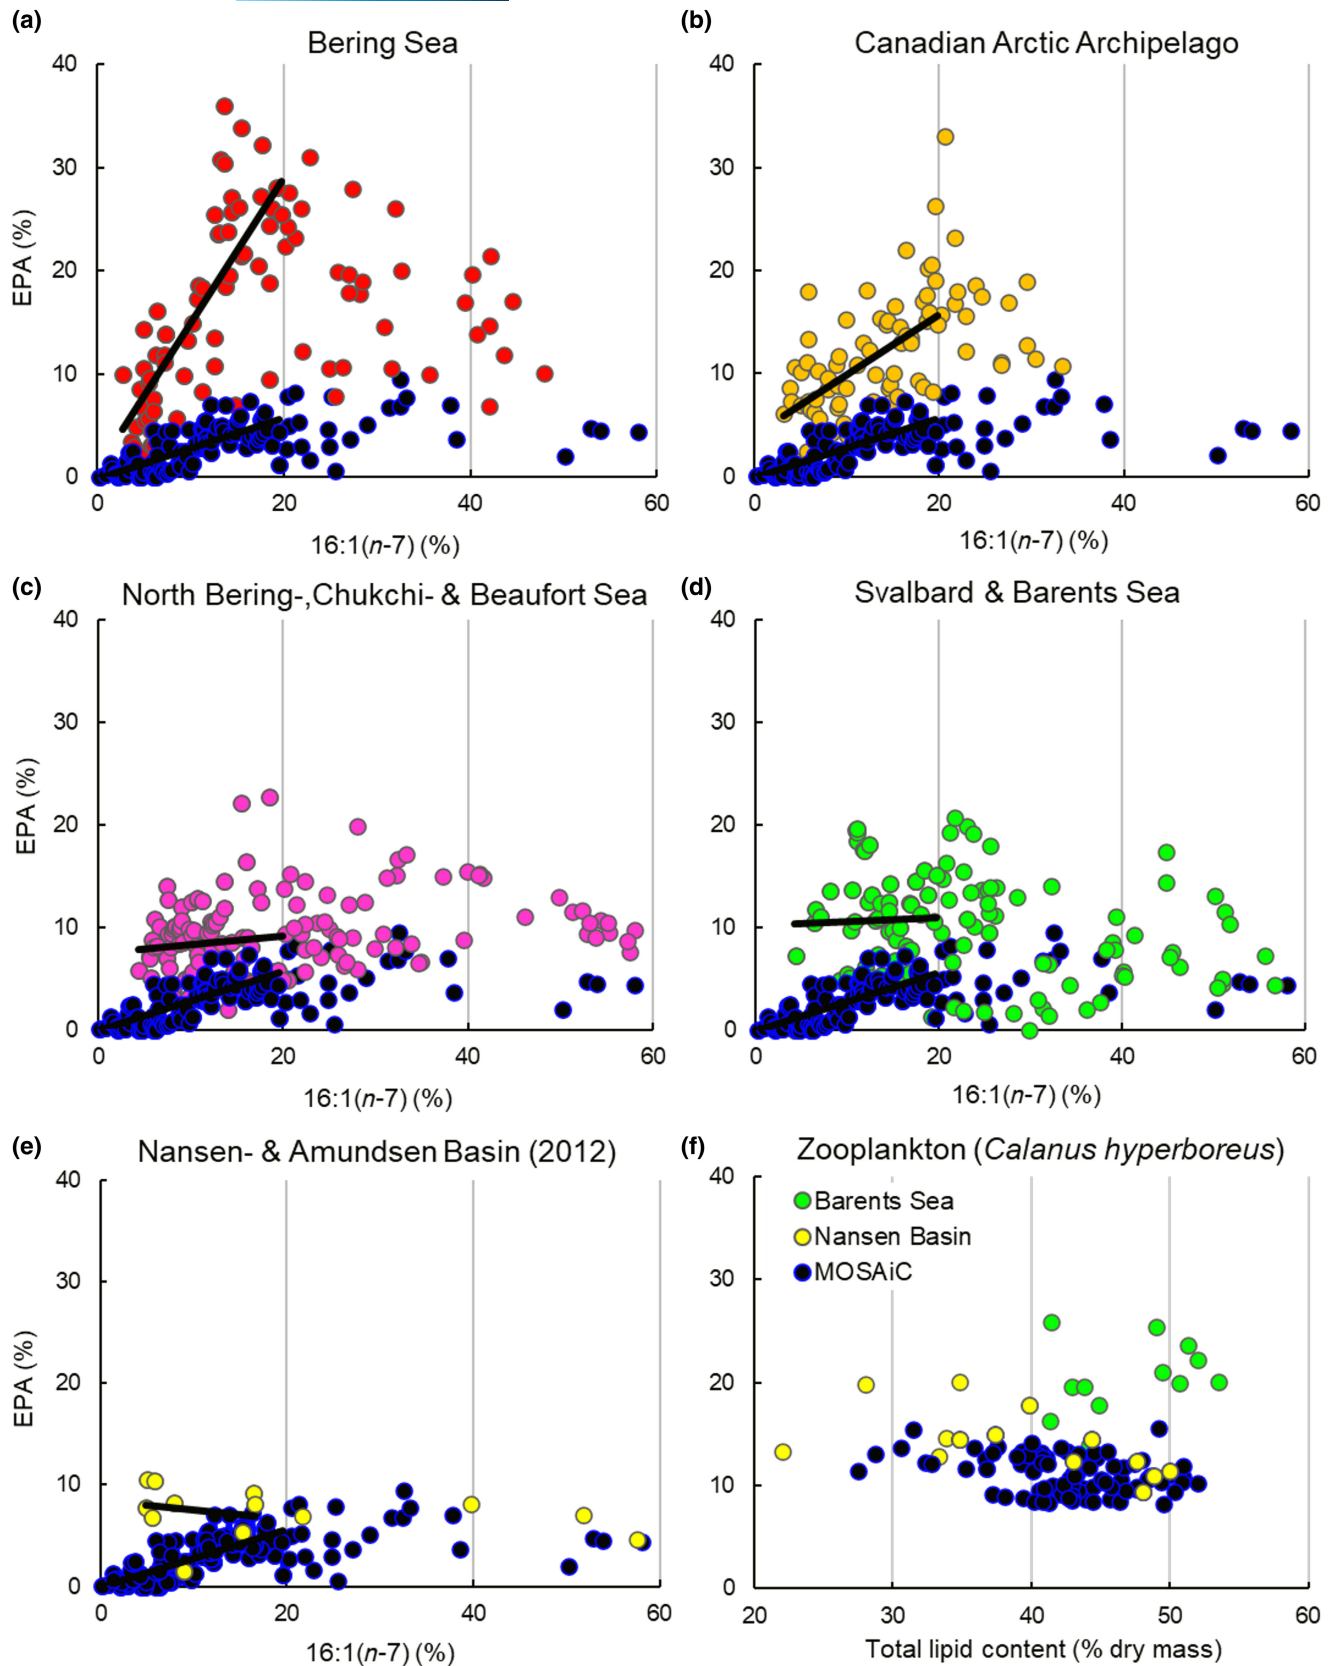 (a)
Bering Sea
40
30
20
10
0
EPA (%)
0 20 40 60
16:1(n-7) (%)
(b)
Canadian Arctic Archipelago
40
30
20
10
0
0 20 40 60
16:1(n-7) (%)
(c)
North Bering-,Chukchi- & Beaufort Sea
40
30
20
10
0
EPA (%)
0 20 40 60
16:1(n-7) (%)
(d)
Svalbard & Barents Sea
40
30
20
10
0
0 20 40 60
16:1(n-7) (%)
(e)
Nansen- & Amundsen Basin (2012)
40
30
20
10
0
EPA (%)
0 20 40 60
16:1(n-7) (%)
(f)
Zooplankton (Calanus hyperboreus)
Barents Sea
Nansen Basin
MOSAiC
40
30
20
10
0
20 30 40 50 60
Total lipid content (% dry mass)